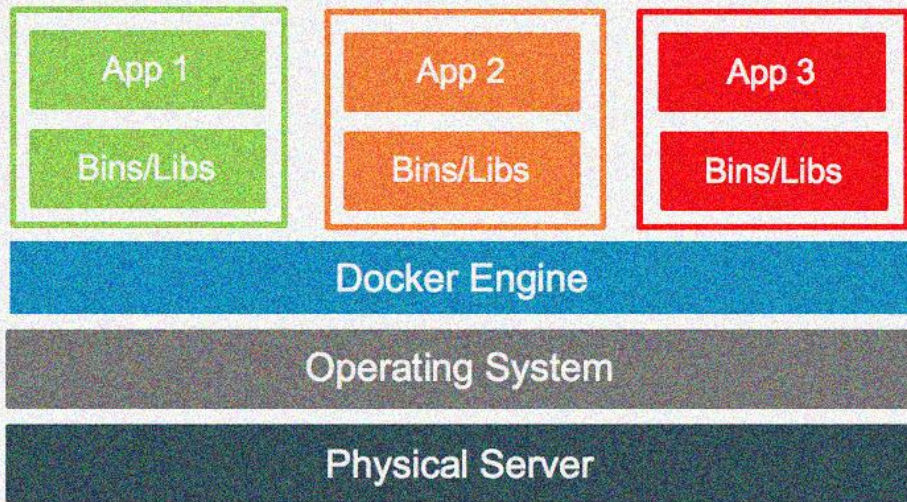 App 1
App 2
App 3
Bins/Libs
Bins/Libs
Bins/Libs
Docker Engine
Operating System
Physical Server